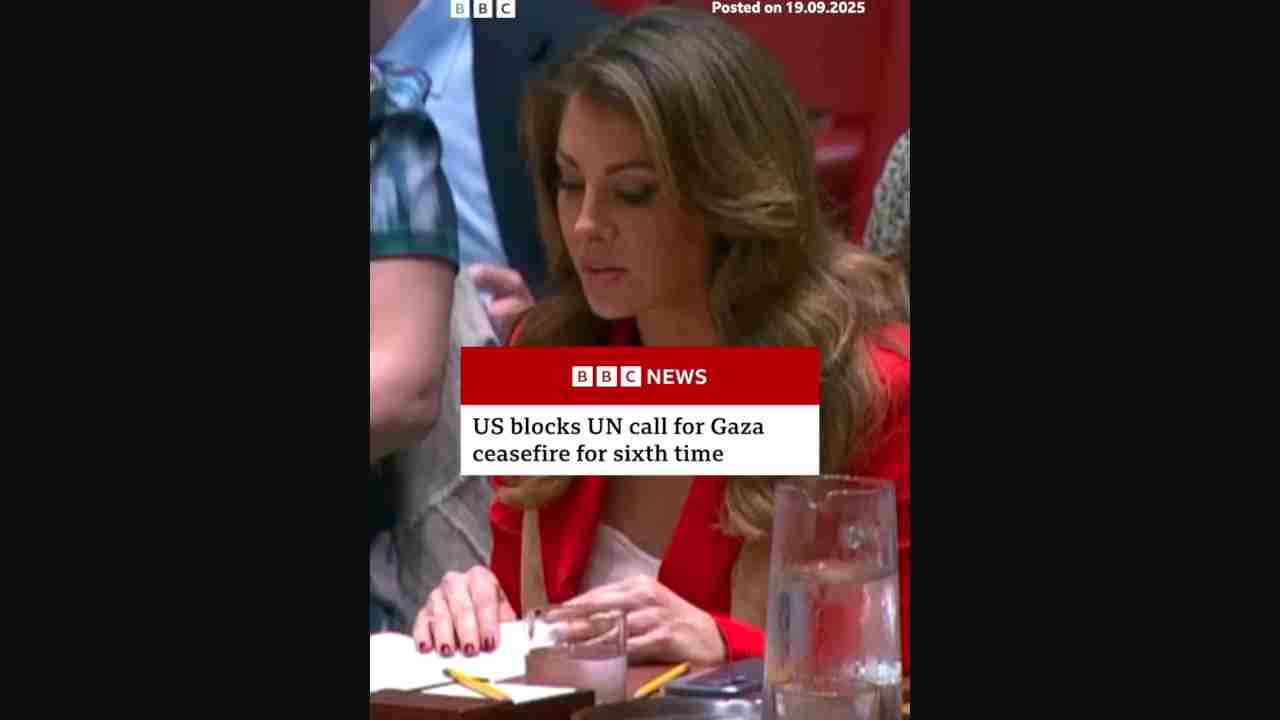 BBC
Posted on 19.09.2025
BBC NEWS
US blocks UN call for Gaza
ceasefire for sixth time